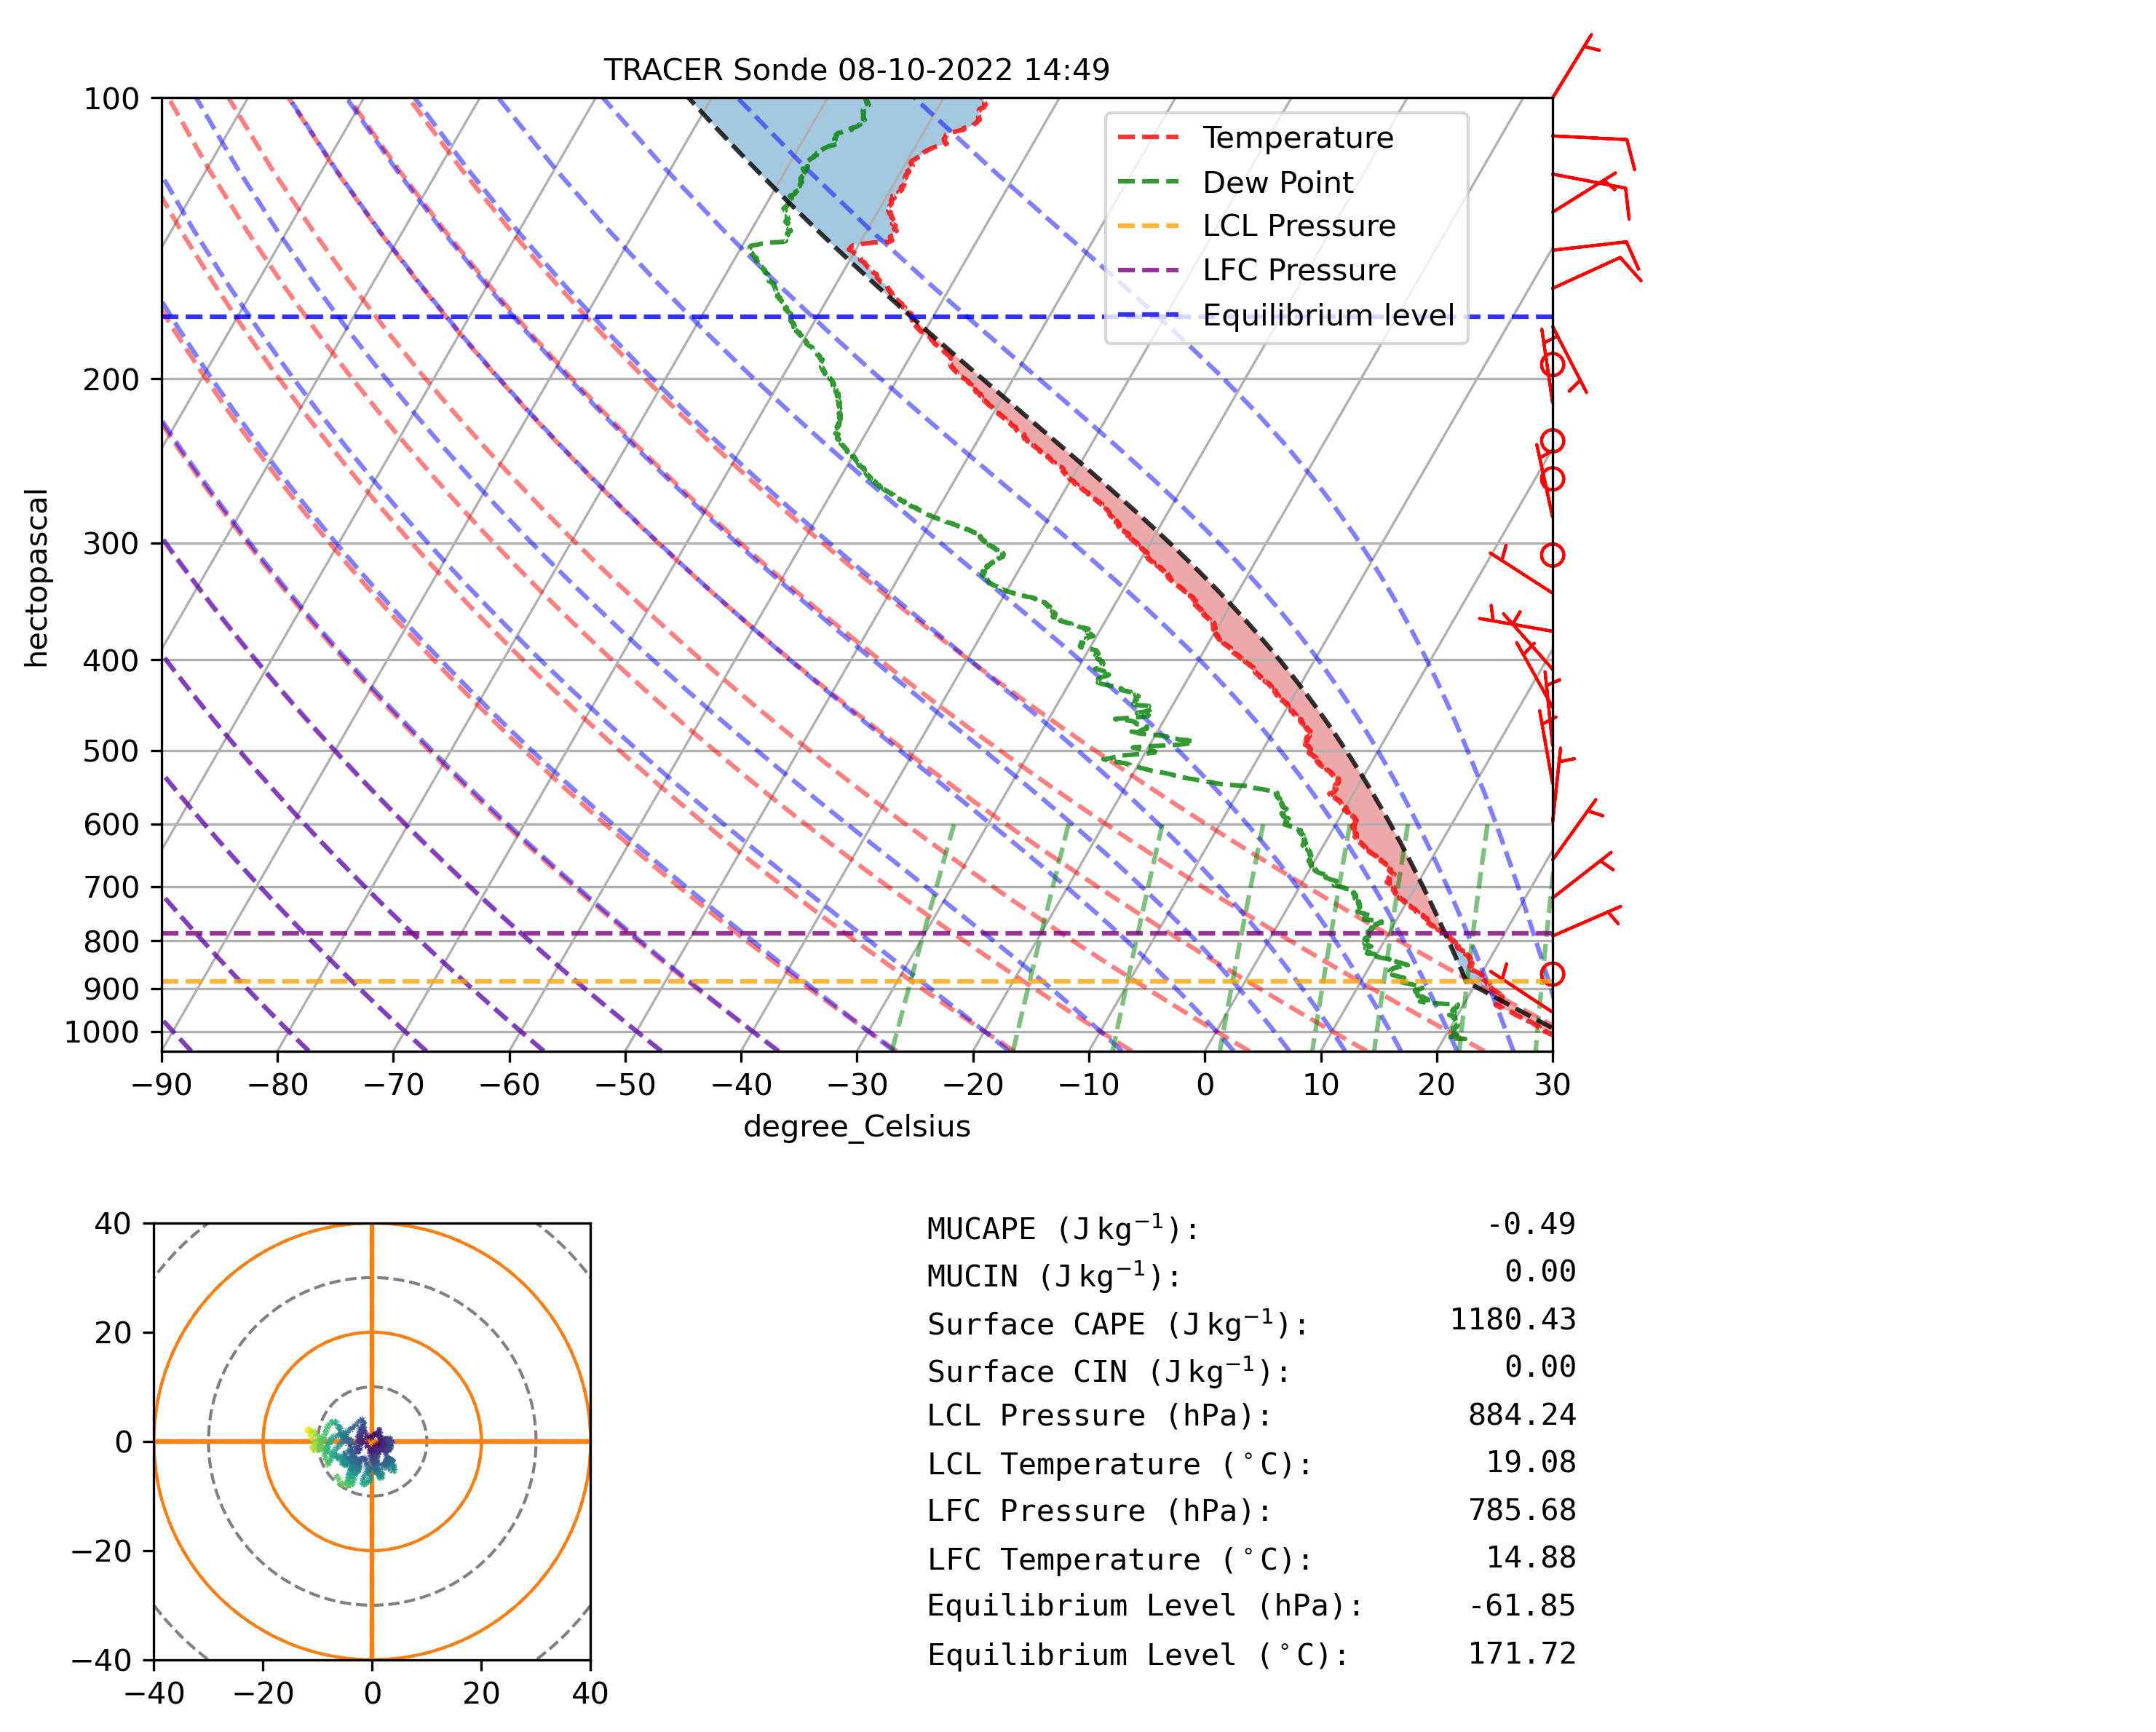 TRACER Sonde 08-10-2022 14:49
100
200
300
400
500
600
700
800
900
1000
hectopascal
Temperature
Dew Point
LCL Pressure
LFC Pressure
Equilibrium level
−90 −80 −70 −60 −50 −40 −30 −20 −10 0 10 20 30
degree_Celsius
40
20
0
−20
−40
−40 −20 0 20 40
MUCAPE (J kg⁻¹): -0.49
MUCIN (J kg⁻¹): 0.00
Surface CAPE (J kg⁻¹): 1180.43
Surface CIN (J kg⁻¹): 0.00
LCL Pressure (hPa): 884.24
LCL Temperature (°C): 19.08
LFC Pressure (hPa): 785.68
LFC Temperature (°C): 14.88
Equilibrium Level (hPa): -61.85
Equilibrium Level (°C): 171.72